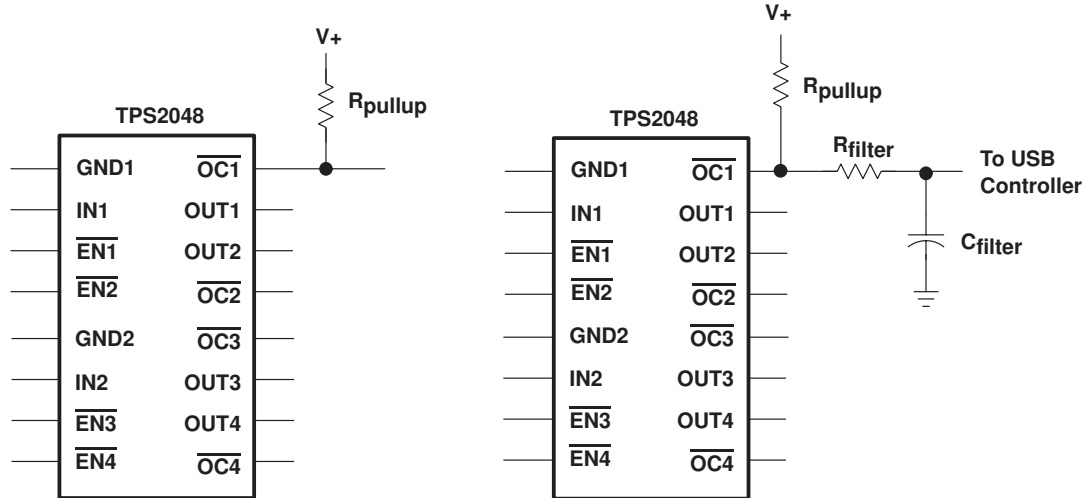 V+
Rpullup
TPS2048
GND1 OC1
IN1 OUT1
EN1 OUT2
EN2 OC2
GND2 OC3
IN2 OUT3
EN3 OUT4
EN4 OC4
V+
Rpullup
TPS2048
Rfilter
To USB
Controller
Cfilter
GND1 OC1
IN1 OUT1
EN1 OUT2
EN2 OC2
GND2 OC3
IN2 OUT3
EN3 OUT4
EN4 OC4